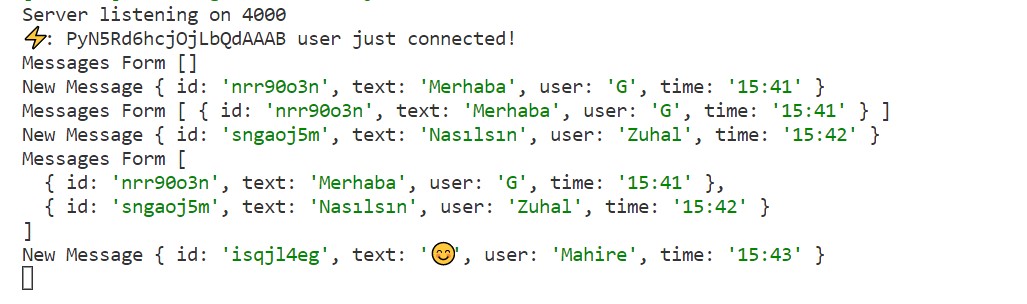 Server listening on 4000
⚡: PyN5Rd6hcjOjLbQdAAAB user just connected!
Messages Form []
New Message { id: 'nrr90o3n', text: 'Merhaba', user: 'G', time: '15:41' }
Messages Form [ { id: 'nrr90o3n', text: 'Merhaba', user: 'G', time: '15:41' } ]
New Message { id: 'sngaoj5m', text: 'Nasılsın', user: 'Zuhal', time: '15:42' }
Messages Form [
  { id: 'nrr90o3n', text: 'Merhaba', user: 'G', time: '15:41' },
  { id: 'sngaoj5m', text: 'Nasılsın', user: 'Zuhal', time: '15:42' }
]
New Message { id: 'isqjl4eg', text: '😊', user: 'Mahire', time: '15:43' }